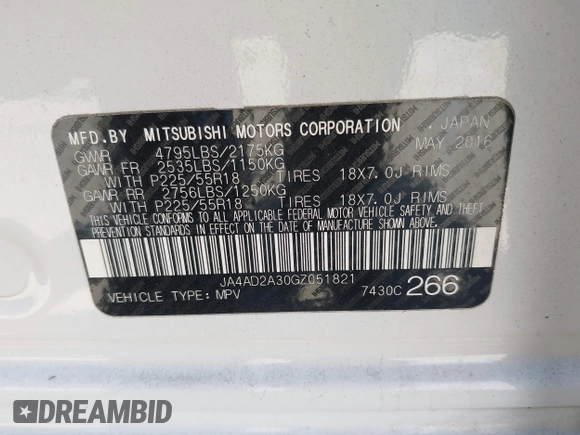 MFD.BY MITSUBISHI MOTORS CORPORATION . JAPAN
GVWR 4795LBS/2175KG MAY 2016
GAWR FR 2535LBS/1150KG
WITH P225/55R18 TIRES 18X7.0J RIMS
GAWR RR 2756LBS/1250KG
WITH P225/55R18 TIRES 18X7.0J RIMS
THIS VEHICLE CONFORMS TO ALL APPLICABLE FEDERAL MOTOR VEHICLE SAFETY AND THEFT
PREVENTION STANDARDS IN EFFECT ON THE DATE OF MANUFACTURE SHOWN ABOVE.
JA4AD2A30GZ051821
VEHICLE TYPE:MPV 7430C 266
DREAMBID